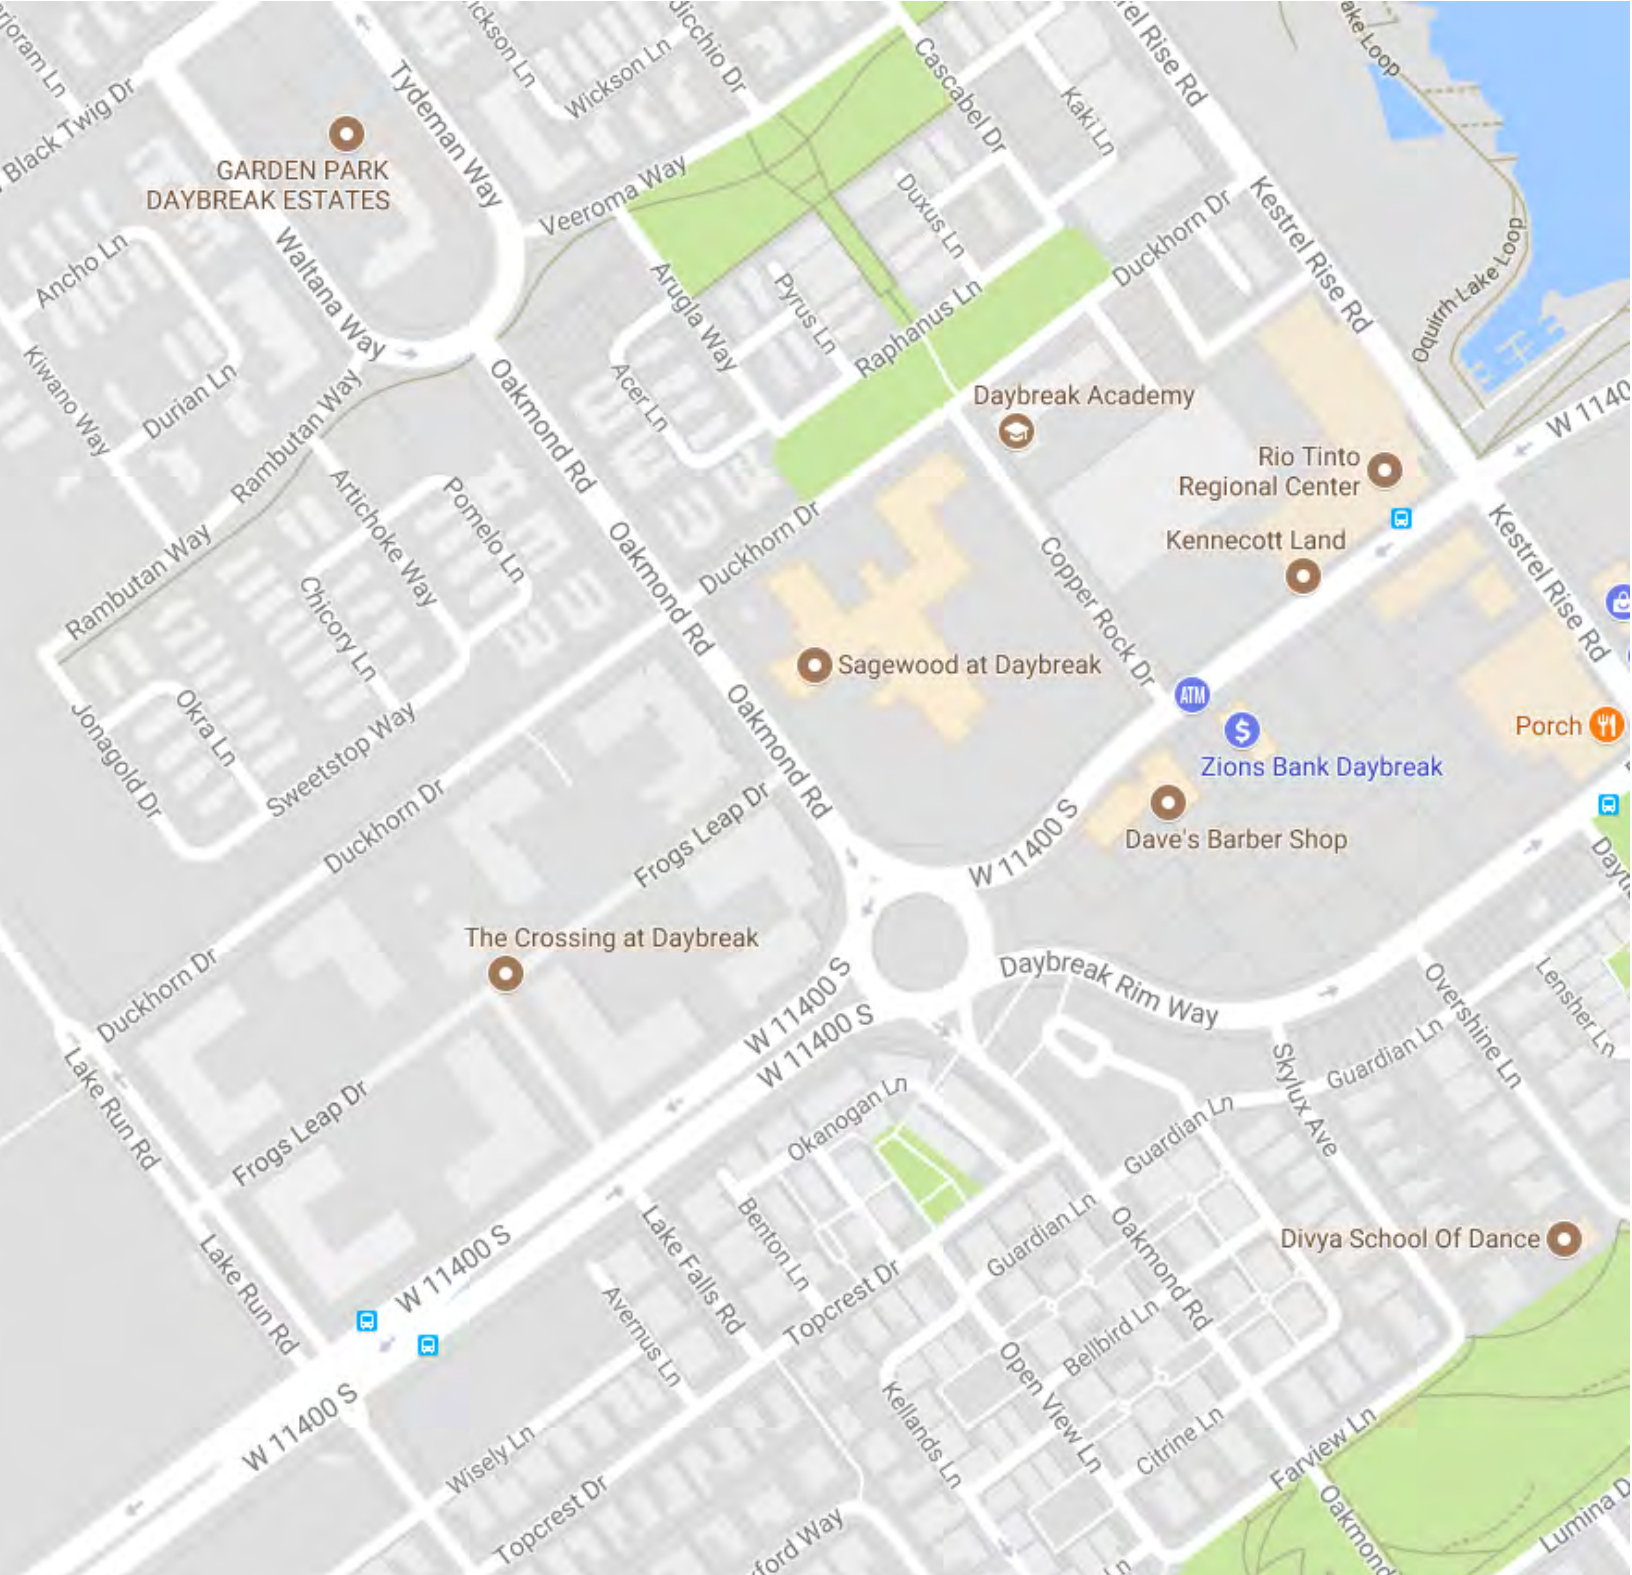 Wickson Ln
Black Twig Dr
Tydeman Way
Cascabel Dr
Kaki Ln
GARDEN PARK
DAYBREAK ESTATES
Veeroma Way
Duxus Ln
Duckhorn Dr
Kestrel Rise Rd
Oquirrh Lake Loop
Ancho Ln
Waltana Way
Arugla Way
Pyrus Ln
Raphanus Ln
Kiwano Way
Durian Ln
Rambutan Way
Oakmond Rd
Acer Ln
Daybreak Academy
Rio Tinto
Regional Center
Kennecott Land
Artichoke Way
Pomelo Ln
Oakmond Rd
Duckhorn Dr
Copper Rock Dr
Kestrel Rise Rd
Rambutan Way
Chicory Ln
Sagewood at Daybreak
ATM
$
Zions Bank Daybreak
Porch
Jonagold Dr
Okra Ln
Sweetstop Way
Oakmond Rd
Duckhorn Dr
Frogs Leap Dr
W 11400 S
Dave's Barber Shop
The Crossing at Daybreak
Duckhorn Dr
W 11400 S
W 11400 S
Daybreak Rim Way
Overshine Ln
Lensher Ln
Lake Run Rd
Frogs Leap Dr
Okanogan Ln
Skylux Ave
Guardian Ln
Guardian Ln
Lake Run Rd
W 11400 S
Lake Falls Rd
Benton Ln
Guardian Ln
Oakmond Rd
Divya School Of Dance
Avernus Ln
Topcrest Dr
Open View Ln
Bellbird Ln
W 11400 S
Wisely Ln
Kellands Ln
Citrine Ln
Farview Ln
Topcrest Dr
Oakmond